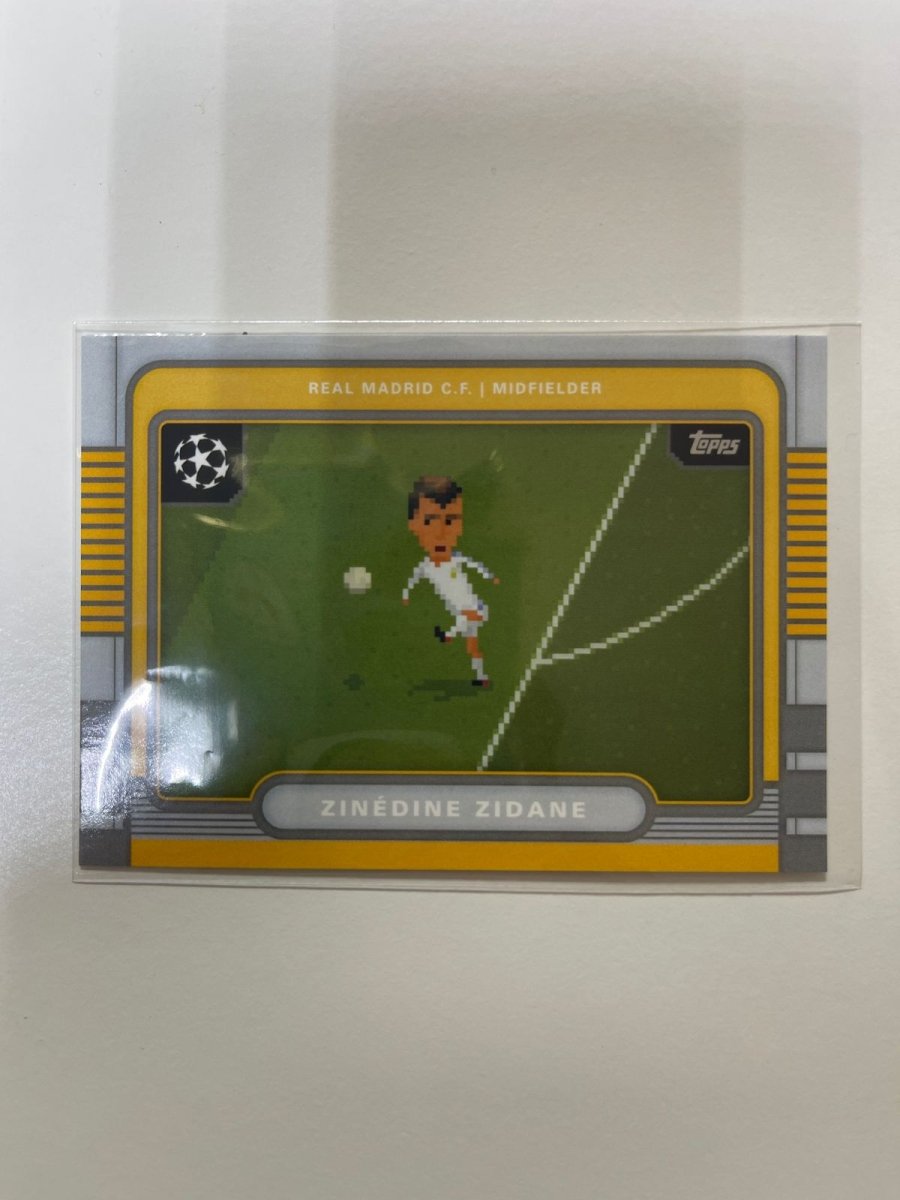 REAL MADRID C.F. | MIDFIELDER
Topps
ZINÉDINE ZIDANE